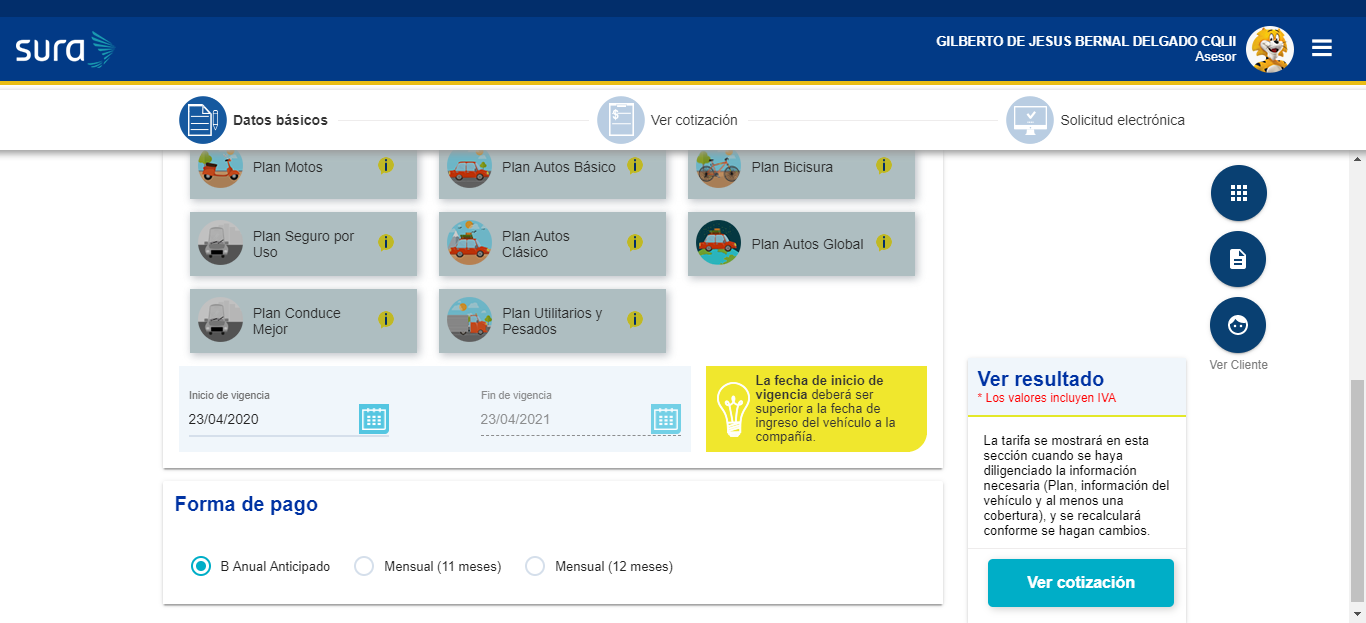 sura
GILBERTO DE JESUS BERNAL DELGADO CQLII
Asesor
Datos básicos
Ver cotización
$
Solicitud electrónica
Plan Motos
i
Plan Autos Básico
i
Plan Bicisura
i
Plan Seguro por
Uso
i
Plan Autos
Clásico
i
Plan Autos Global
i
Plan Conduce
Mejor
i
Plan Utilitarios y
Pesados
i
Inicio de vigencia
23/04/2020
Fin de vigencia
23/04/2021
La fecha de inicio de
vigencia deberá ser
superior a la fecha de
ingreso del vehículo a la
compañía.
Forma de pago
B Anual Anticipado
Mensual (11 meses)
Mensual (12 meses)
Ver Cliente
Ver resultado
* Los valores incluyen IVA
La tarifa se mostrará en esta
sección cuando se haya
diligenciado la información
necesaria (Plan, información del
vehículo y al menos una
cobertura), y se recalculará
conforme se hagan cambios.
Ver cotización